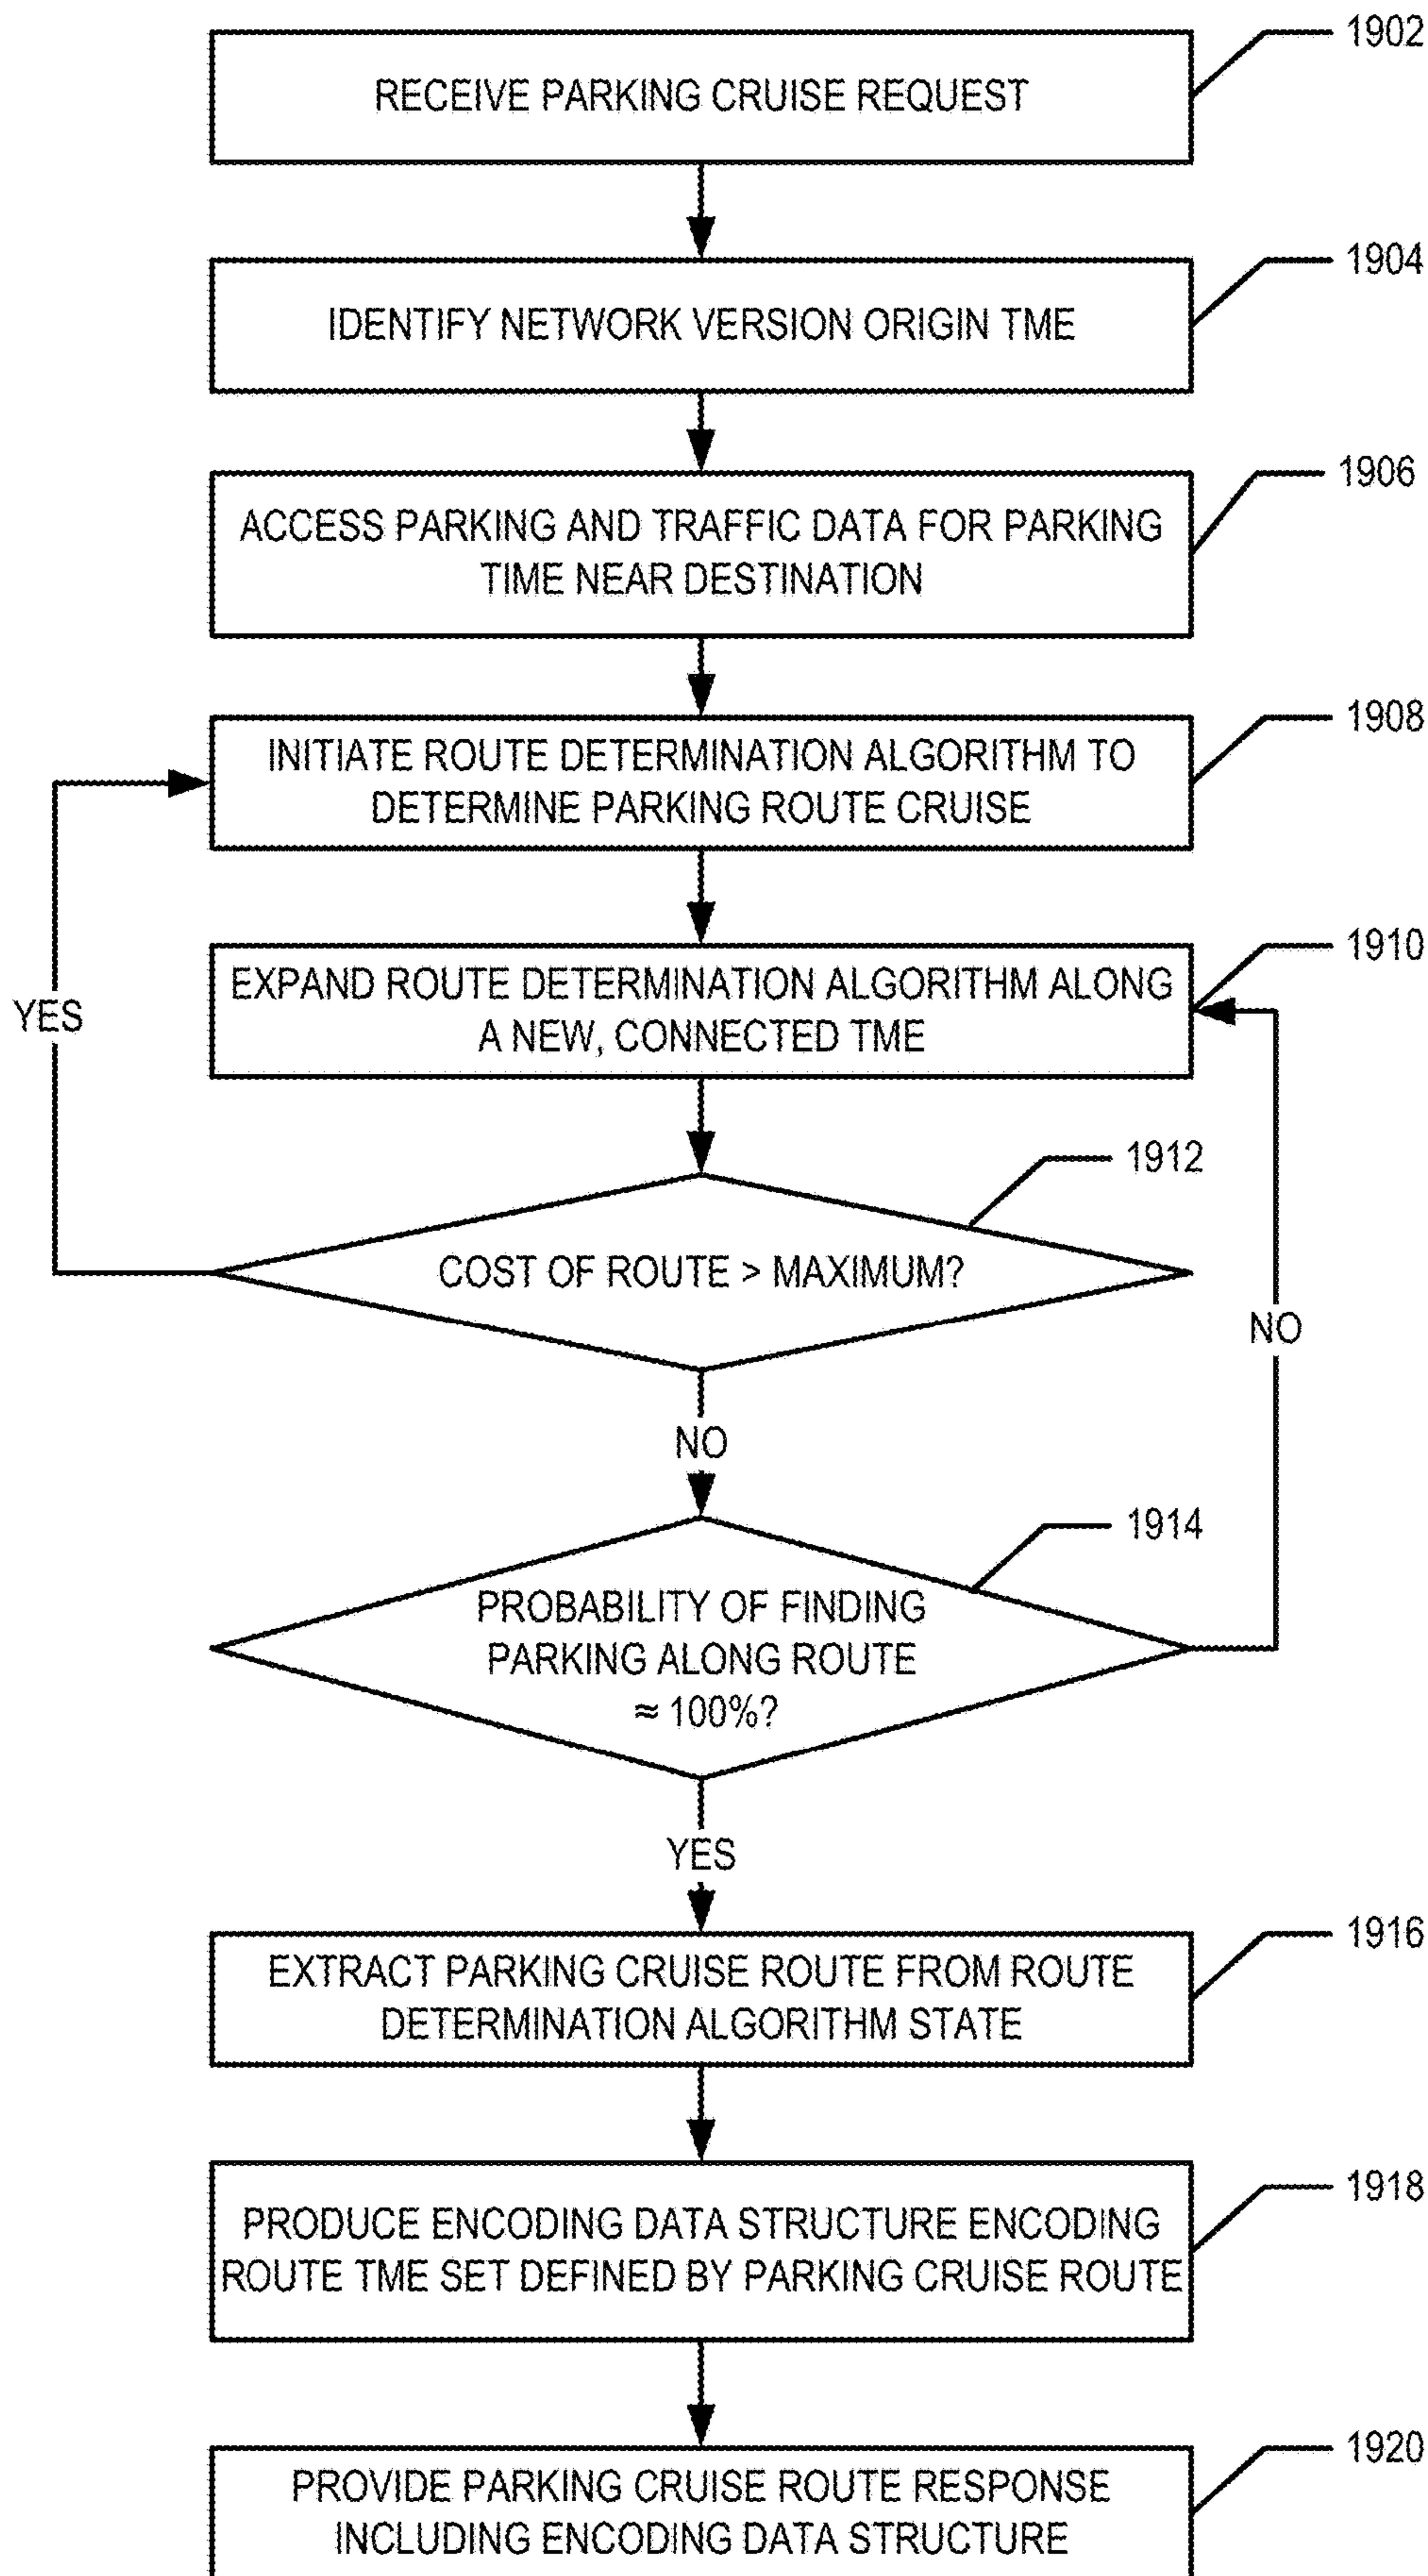 1902
RECEIVE PARKING CRUISE REQUEST
1904
IDENTIFY NETWORK VERSION ORIGIN TME
1906
ACCESS PARKING AND TRAFFIC DATA FOR PARKING
TIME NEAR DESTINATION
1908
INITIATE ROUTE DETERMINATION ALGORITHM TO
DETERMINE PARKING ROUTE CRUISE
1910
EXPAND ROUTE DETERMINATION ALGORITHM ALONG
A NEW, CONNECTED TME
YES
1912
COST OF ROUTE > MAXIMUM?
NO
NO
1914
PROBABILITY OF FINDING
PARKING ALONG ROUTE
≈ 100%?
YES
1916
EXTRACT PARKING CRUISE ROUTE FROM ROUTE
DETERMINATION ALGORITHM STATE
1918
PRODUCE ENCODING DATA STRUCTURE ENCODING
ROUTE TME SET DEFINED BY PARKING CRUISE ROUTE
1920
PROVIDE PARKING CRUISE ROUTE RESPONSE
INCLUDING ENCODING DATA STRUCTURE